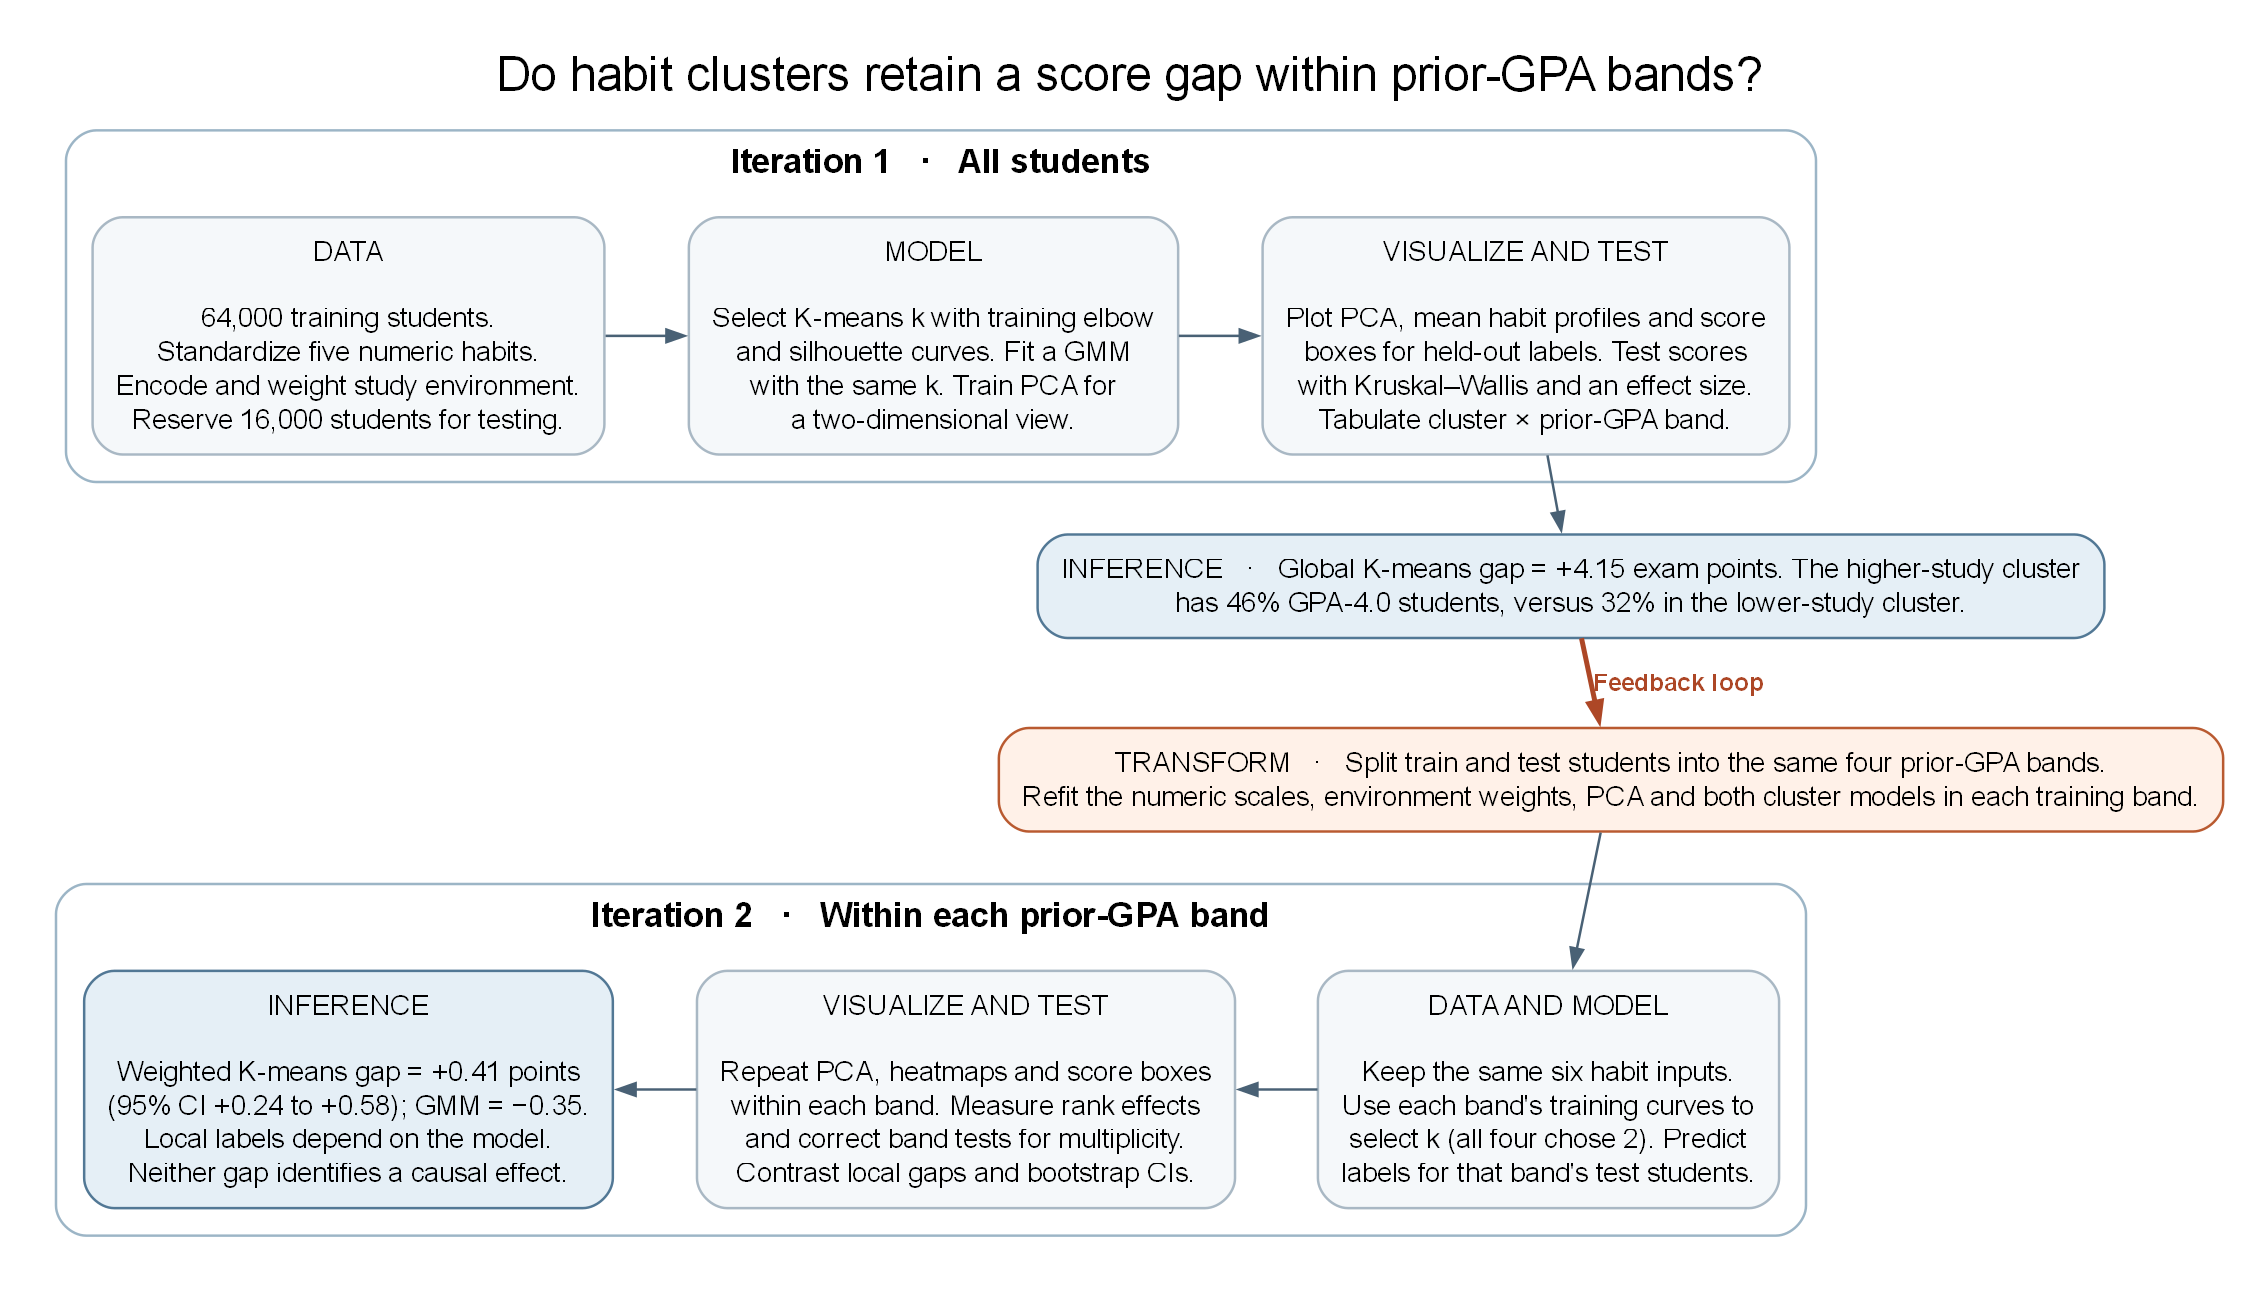 Do habit clusters retain a score gap within prior-GPA bands?
Iteration 1 · All students
DATA
64,000 training students.
Standardize five numeric habits.
Encode and weight study environment.
Reserve 16,000 students for testing.
MODEL
Select K-means k with training elbow
and silhouette curves. Fit a GMM
with the same k. Train PCA for
a two-dimensional view.
VISUALIZE AND TEST
Plot PCA, mean habit profiles and score
boxes for held-out labels. Test scores
with Kruskal–Wallis and an effect size.
Tabulate cluster × prior-GPA band.
INFERENCE · Global K-means gap = +4.15 exam points. The higher-study cluster
has 46% GPA-4.0 students, versus 32% in the lower-study cluster.
Feedback loop
TRANSFORM · Split train and test students into the same four prior-GPA bands.
Refit the numeric scales, environment weights, PCA and both cluster models in each training band.
Iteration 2 · Within each prior-GPA band
INFERENCE
Weighted K-means gap = +0.41 points
(95% CI +0.24 to +0.58); GMM = −0.35.
Local labels depend on the model.
Neither gap identifies a causal effect.
VISUALIZE AND TEST
Repeat PCA, heatmaps and score boxes
within each band. Measure rank effects
and correct band tests for multiplicity.
Contrast local gaps and bootstrap CIs.
DATA AND MODEL
Keep the same six habit inputs.
Use each band's training curves to
select k (all four chose 2). Predict
labels for that band's test students.